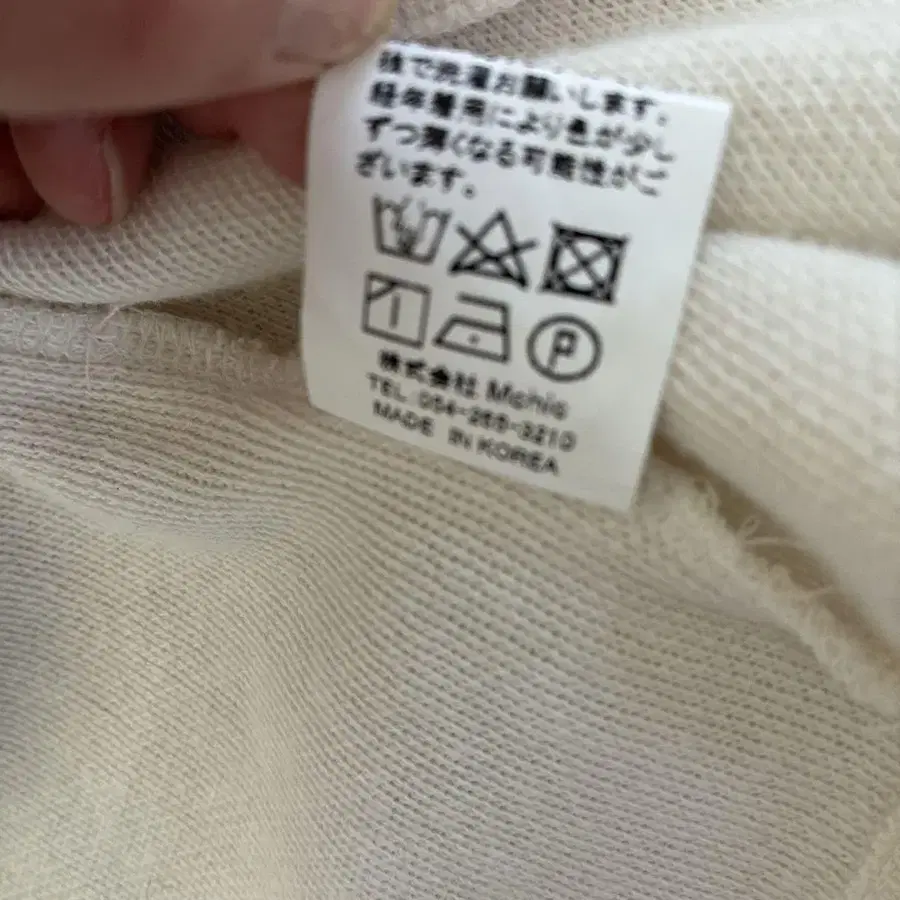 後で洗濯お願いします。
経年着用により色が少し
ずつ薄くなる可能性がご
ざいます。
P
株式会社 Mchic
TEL:054-266-3210
MADE IN KOREA